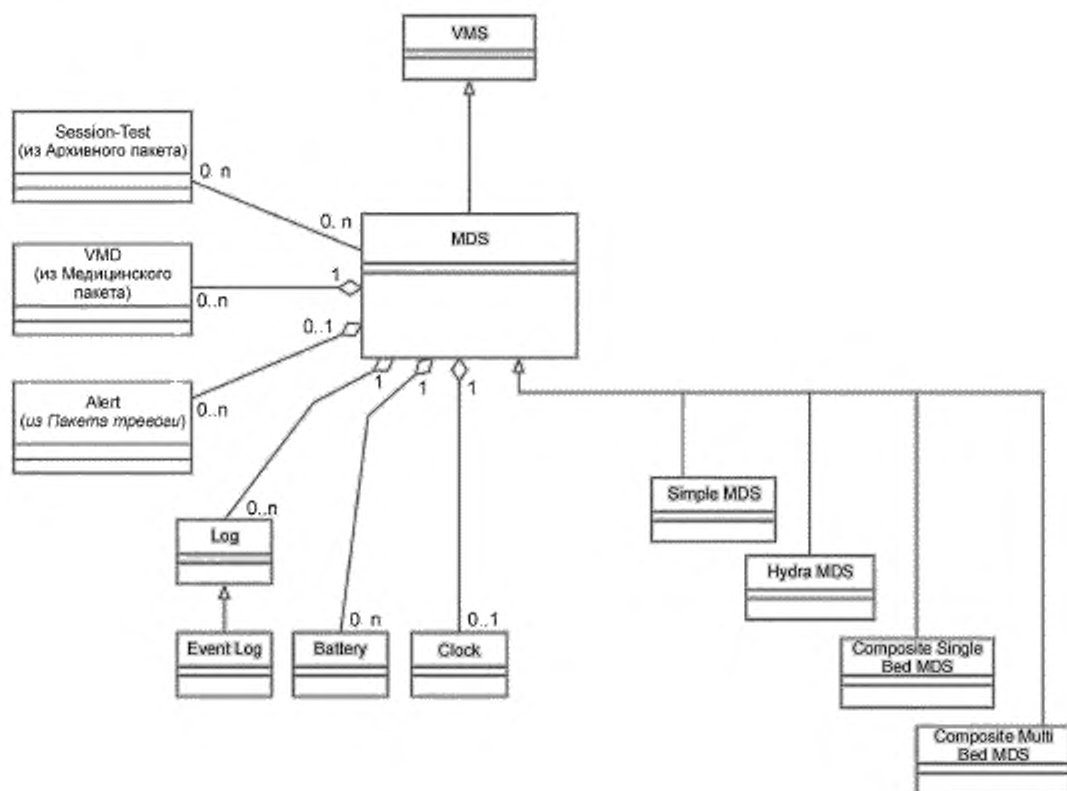 VMS
Session-Test
(из Архивного пакета)
0. n
0. n
MDS
VMD
(из Медицинского
пакета)
1
0..n
0..1
Alert
(из Пакета тревоги)
0..n
1
1
1
0..n
Log
Simple MDS
Hydra MDS
0. n
0..1
Event Log
Battery
Clock
Composite Single
Bed MDS
Composite Multi
Bed MDS